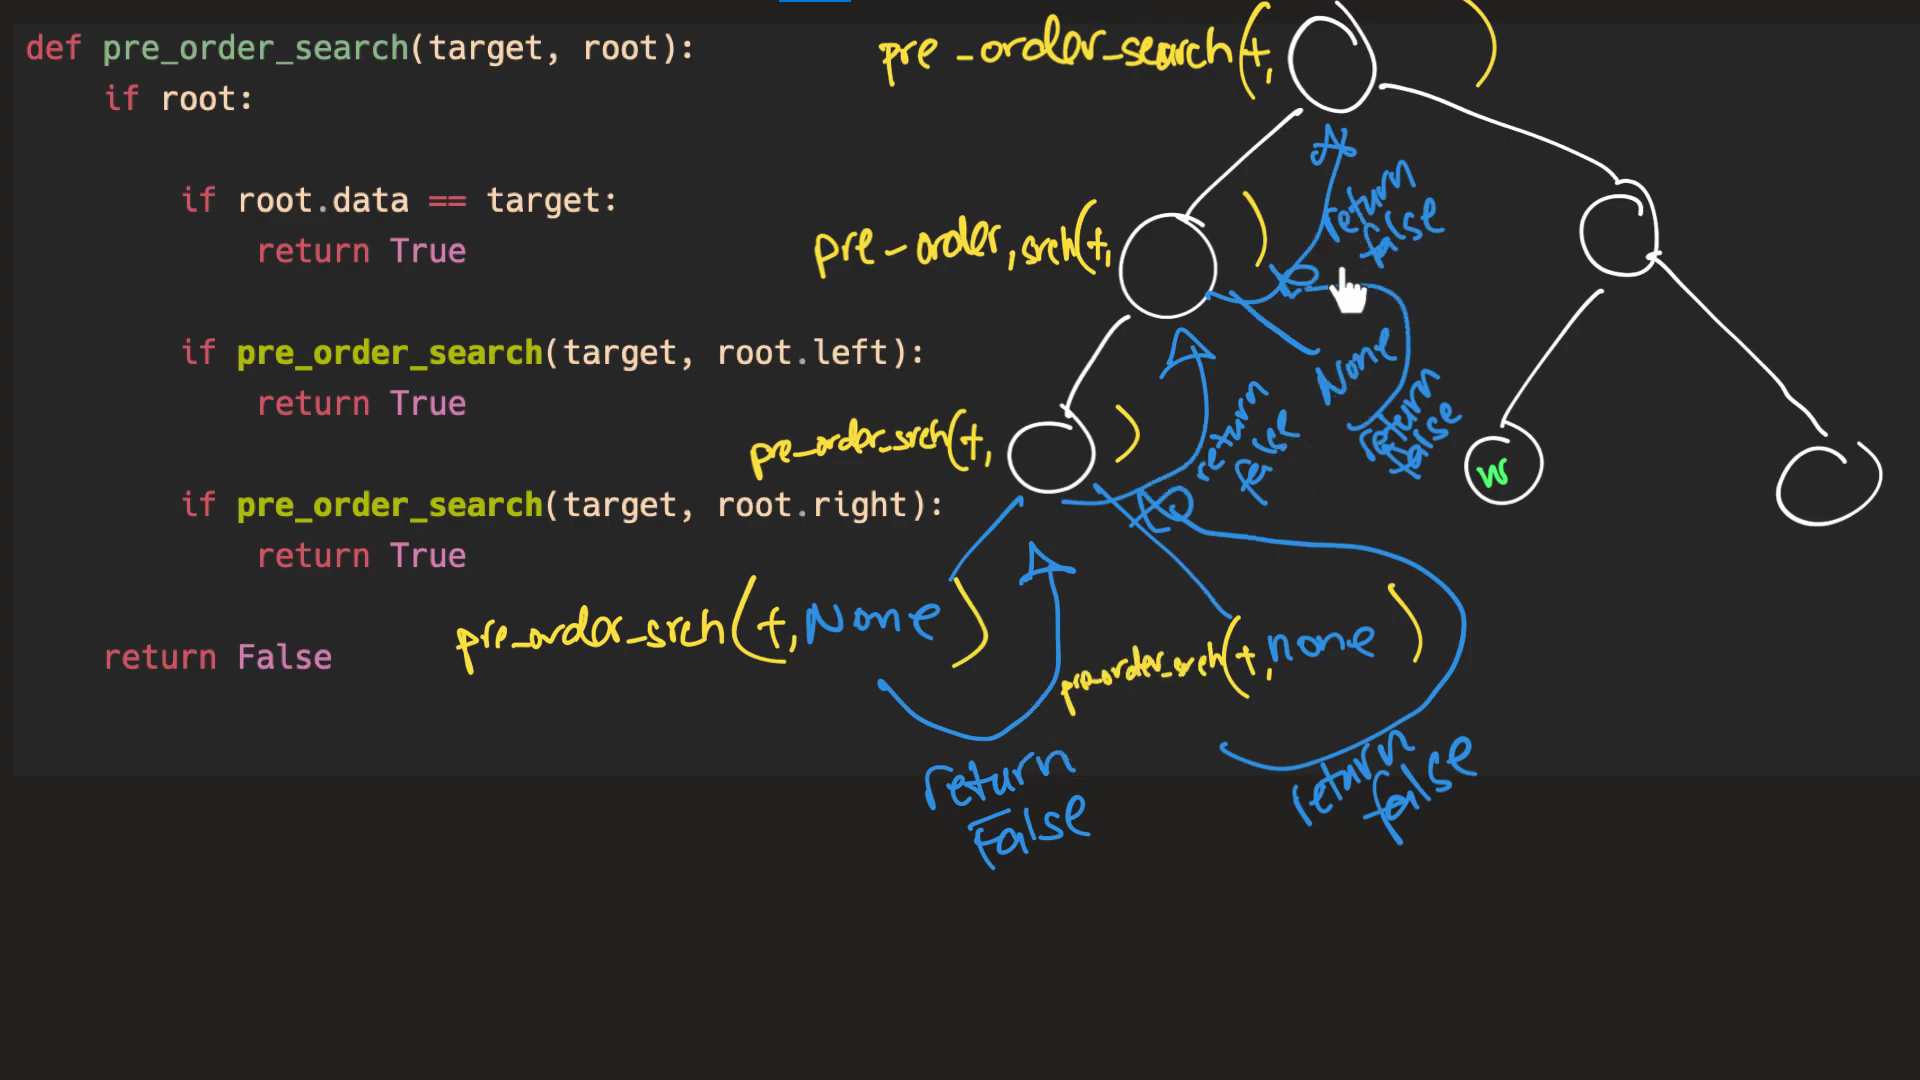 def pre_order_search(target, root):
    if root:
        if root.data == target:
            return True
        if pre_order_search(target, root.left):
            return True
        if pre_order_search(target, root.right):
            return True
    return False
pre_order_search(t, )
return
false
pre-order_srch(t, )
None
return
false
pre_order_srch(t, )
return
false
w
pre_order_srch(t, None)
pre_order_srch(t, none)
return
False
return
false